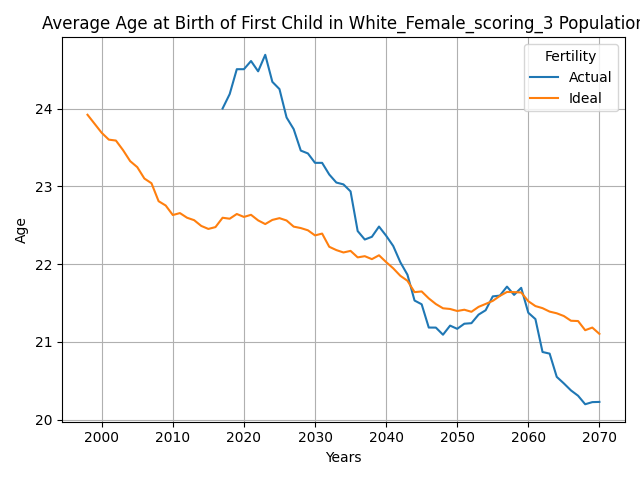 Average Age at Birth of First Child in White_Female_scoring_3 Population
Fertility
Actual
Ideal
Age
24
23
22
21
20
2000 2010 2020 2030 2040 2050 2060 2070
Years